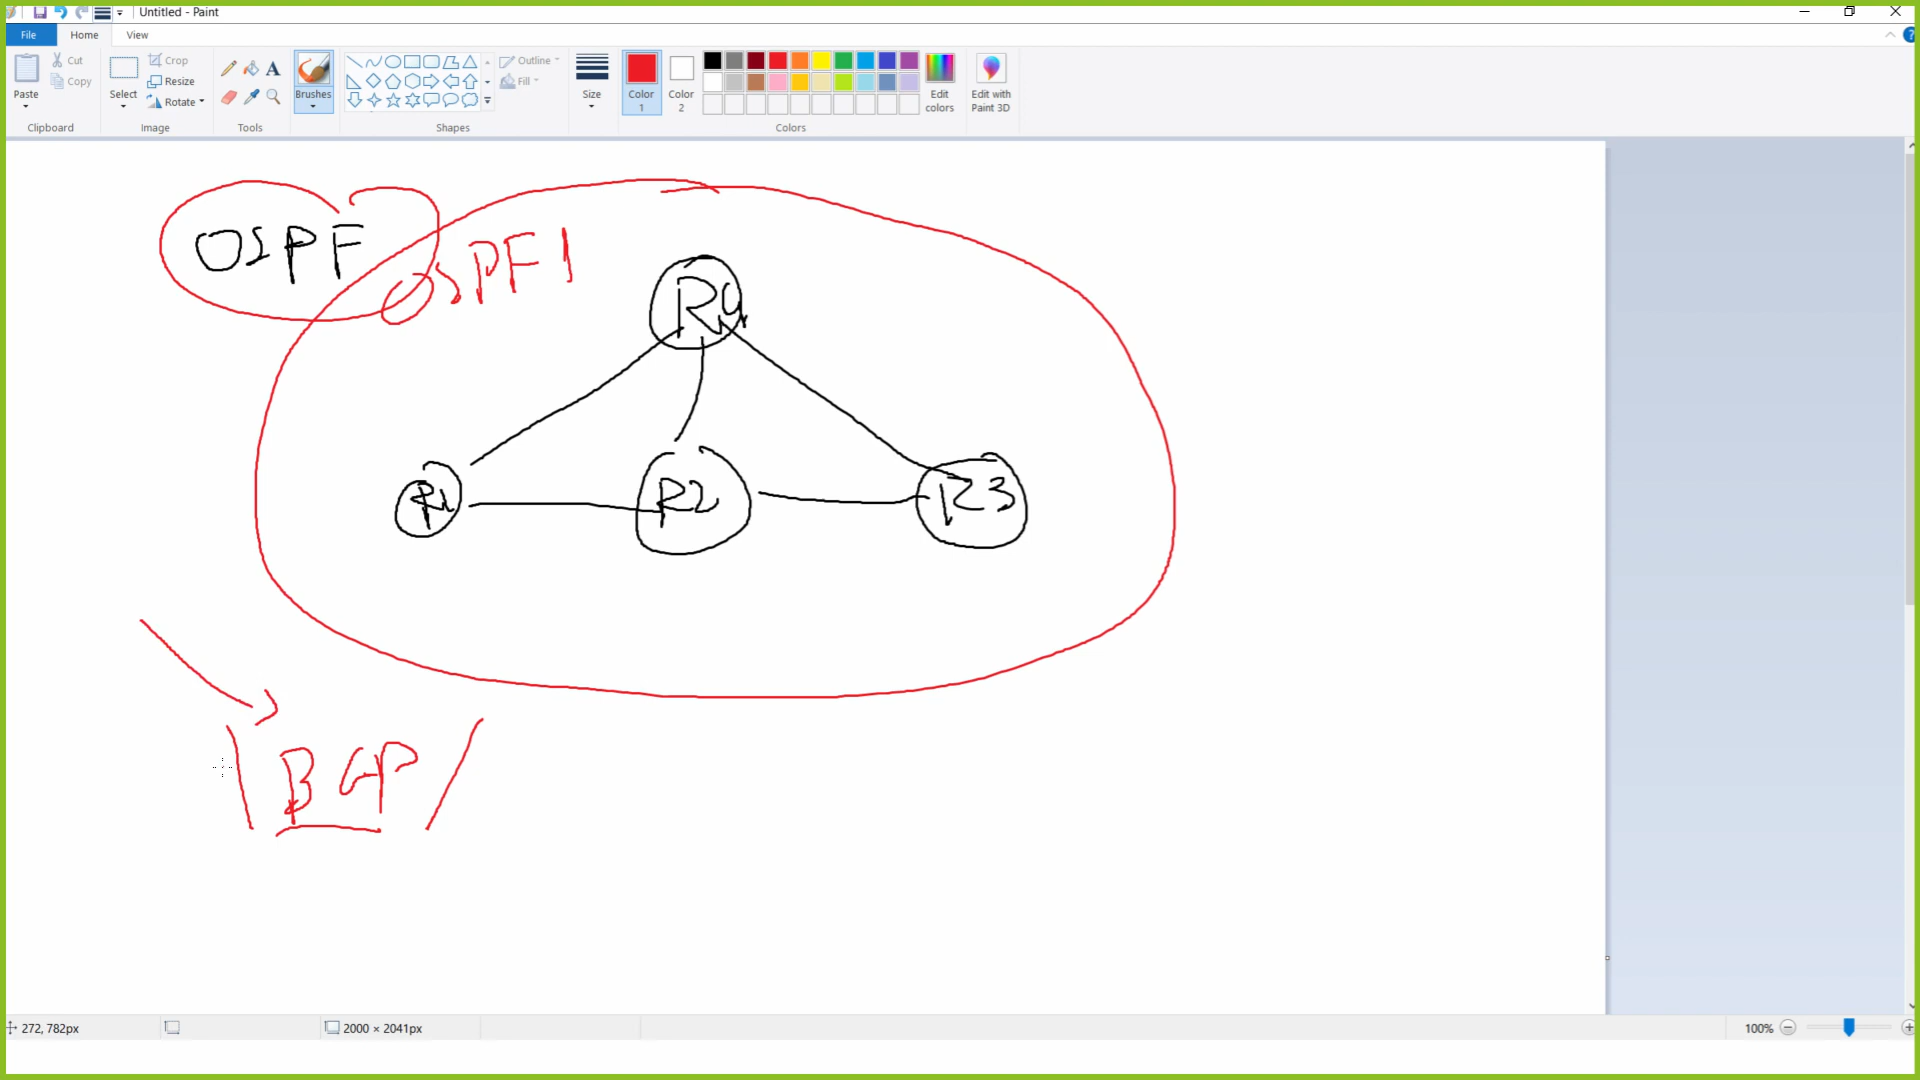 Untitled - Paint
File Home View
Cut
Copy
Paste
Clipboard
Crop
Resize
Rotate
Select
Image
Tools
Brushes
Outline
Fill
Shapes
Size
Color 1
Color 2
Edit colors
Edit with Paint 3D
Colors
OSPF
OSPF1
R4
R1
R2
R3
BGP
272, 782px
2000 × 2041px
100%